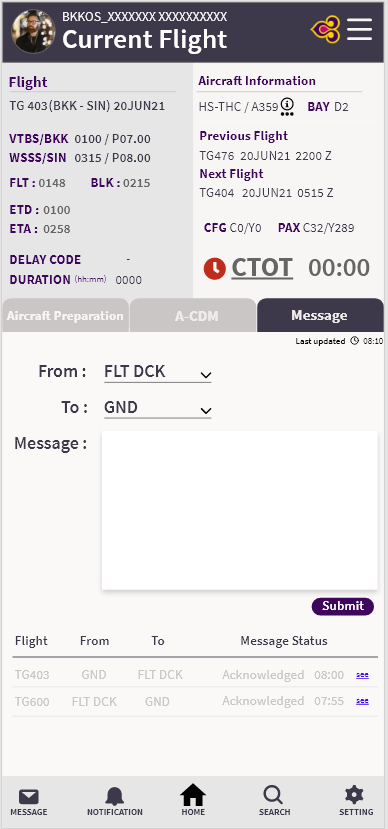 BKKOS_XXXXXXX XXXXXXXXXX
Current Flight
Flight
TG 403(BKK - SIN) 20JUN21
VTBS/BKK 0100 / P07.00
WSSS/SIN 0315 / P08.00
FLT : 0148 BLK : 0215
ETD : 0100
ETA : 0258
DELAY CODE -
DURATION (hh:mm) 0000
Aircraft Information
HS-THC / A359 BAY D2
Previous Flight
TG476 20JUN21 2200 Z
Next Flight
TG404 20JUN21 0515 Z
CFG C0/Y0 PAX C32/Y289
CTOT 00:00
Aircraft Preparation A-CDM Message
Last updated 08:10
From : FLT DCK
To : GND
Message :
Submit
Flight From To Message Status
TG403 GND FLT DCK Acknowledged 08:00 see
TG600 FLT DCK GND Acknowledged 07:55 see
MESSAGE NOTIFICATION HOME SEARCH SETTING